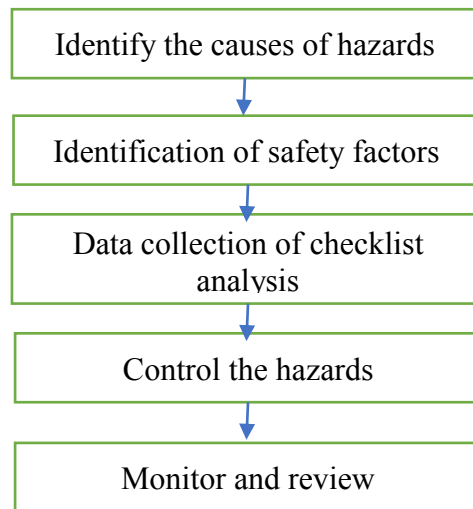 Identify the causes of hazards
Identification of safety factors
Data collection of checklist
analysis
Control the hazards
Monitor and review